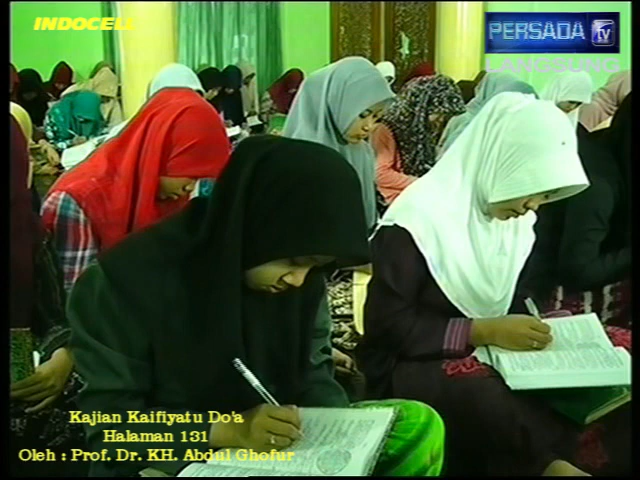 INDOCELL
PERSADA tv
LANGSUNG
Kajian Kaifiyatu Do'a
Halaman 131
Oleh : Prof. Dr. KH. Abdul Ghofur